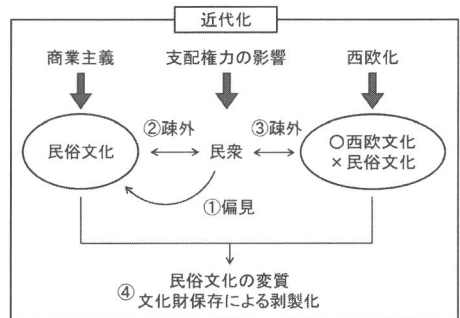 近代化
商業主義
支配権力の影響
西欧化
民俗文化
②疎外
民衆
③疎外
○西欧文化
×民俗文化
①偏見
④
民俗文化の変質
文化財保存による剥製化